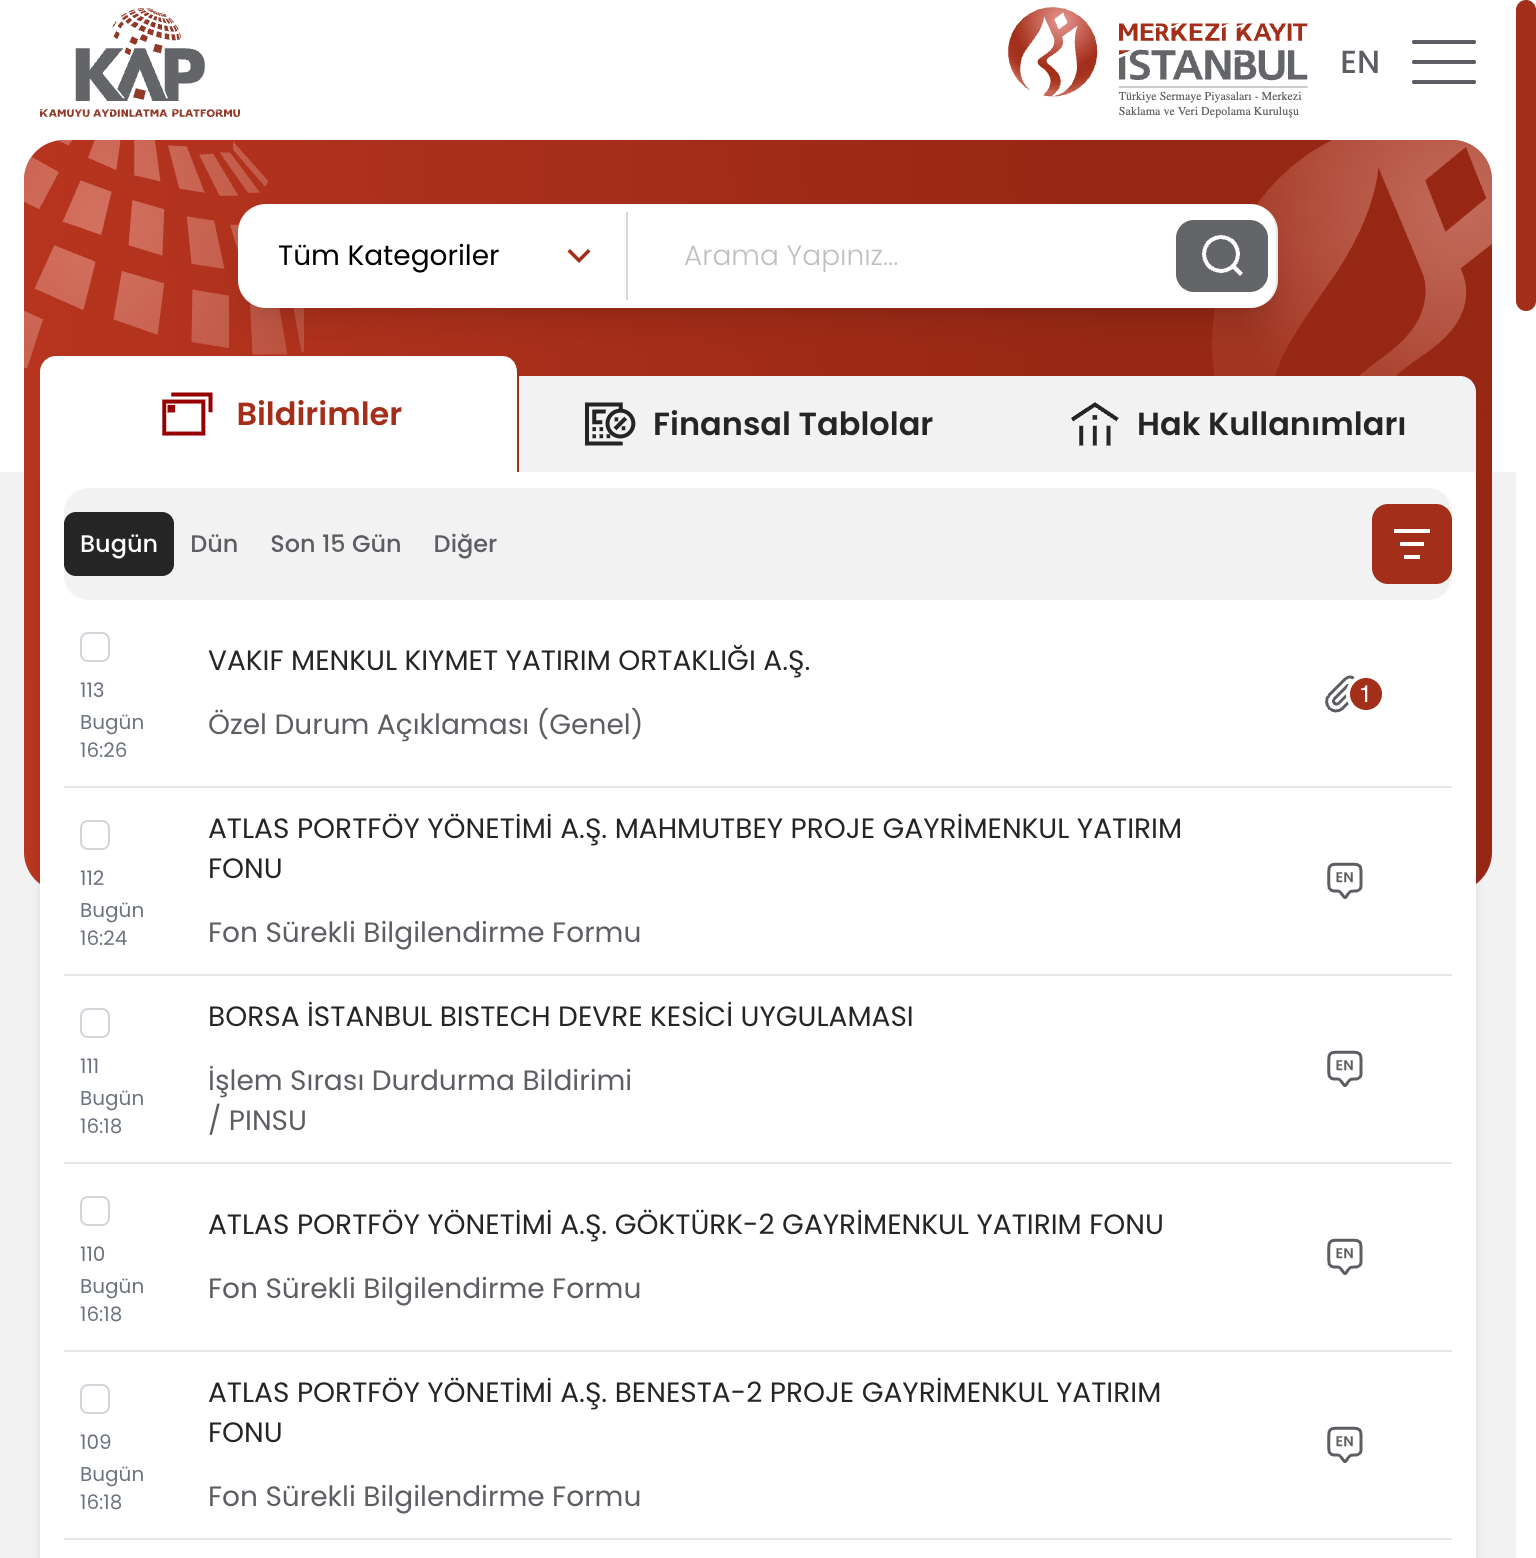 KAP
KAMUYU AYDINLATMA PLATFORMU
MERKEZİ KAYIT
İSTANBUL
Türkiye Sermaye Piyasaları - Merkezi
Saklama ve Veri Depolama Kuruluşu
EN
Tüm Kategoriler
Arama Yapınız...
Bildirimler
Finansal Tablolar
Hak Kullanımları
Bugün
Dün
Son 15 Gün
Diğer
113
Bugün
16:26
VAKIF MENKUL KIYMET YATIRIM ORTAKLIĞI A.Ş.
Özel Durum Açıklaması (Genel)
1
112
Bugün
16:24
ATLAS PORTFÖY YÖNETİMİ A.Ş. MAHMUTBEY PROJE GAYRİMENKUL YATIRIM
FONU
Fon Sürekli Bilgilendirme Formu
EN
111
Bugün
16:18
BORSA İSTANBUL BISTECH DEVRE KESİCİ UYGULAMASI
İşlem Sırası Durdurma Bildirimi
/ PINSU
EN
110
Bugün
16:18
ATLAS PORTFÖY YÖNETİMİ A.Ş. GÖKTÜRK-2 GAYRİMENKUL YATIRIM FONU
Fon Sürekli Bilgilendirme Formu
EN
109
Bugün
16:18
ATLAS PORTFÖY YÖNETİMİ A.Ş. BENESTA-2 PROJE GAYRİMENKUL YATIRIM
FONU
Fon Sürekli Bilgilendirme Formu
EN